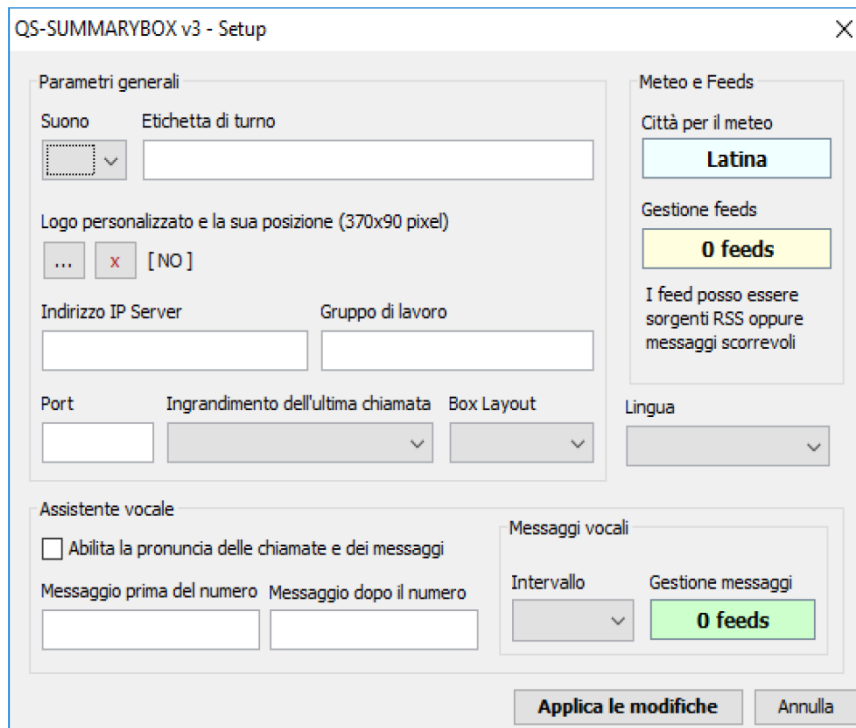 QS-SUMMARYBOX v3 - Setup
Parametri generali
Suono
Etichetta di turno
Logo personalizzato e la sua posizione (370x90 pixel)
...
x
[ NO ]
Indirizzo IP Server
Gruppo di lavoro
Port
Ingrandimento dell'ultima chiamata
Box Layout
Meteo e Feeds
Città per il meteo
Latina
Gestione feeds
0 feeds
I feed posso essere
sorgenti RSS oppure
messaggi scorrevoli
Lingua
Assistente vocale
Abilita la pronuncia delle chiamate e dei messaggi
Messaggio prima del numero
Messaggio dopo il numero
Messaggi vocali
Intervallo
Gestione messaggi
0 feeds
Applica le modifiche
Annulla